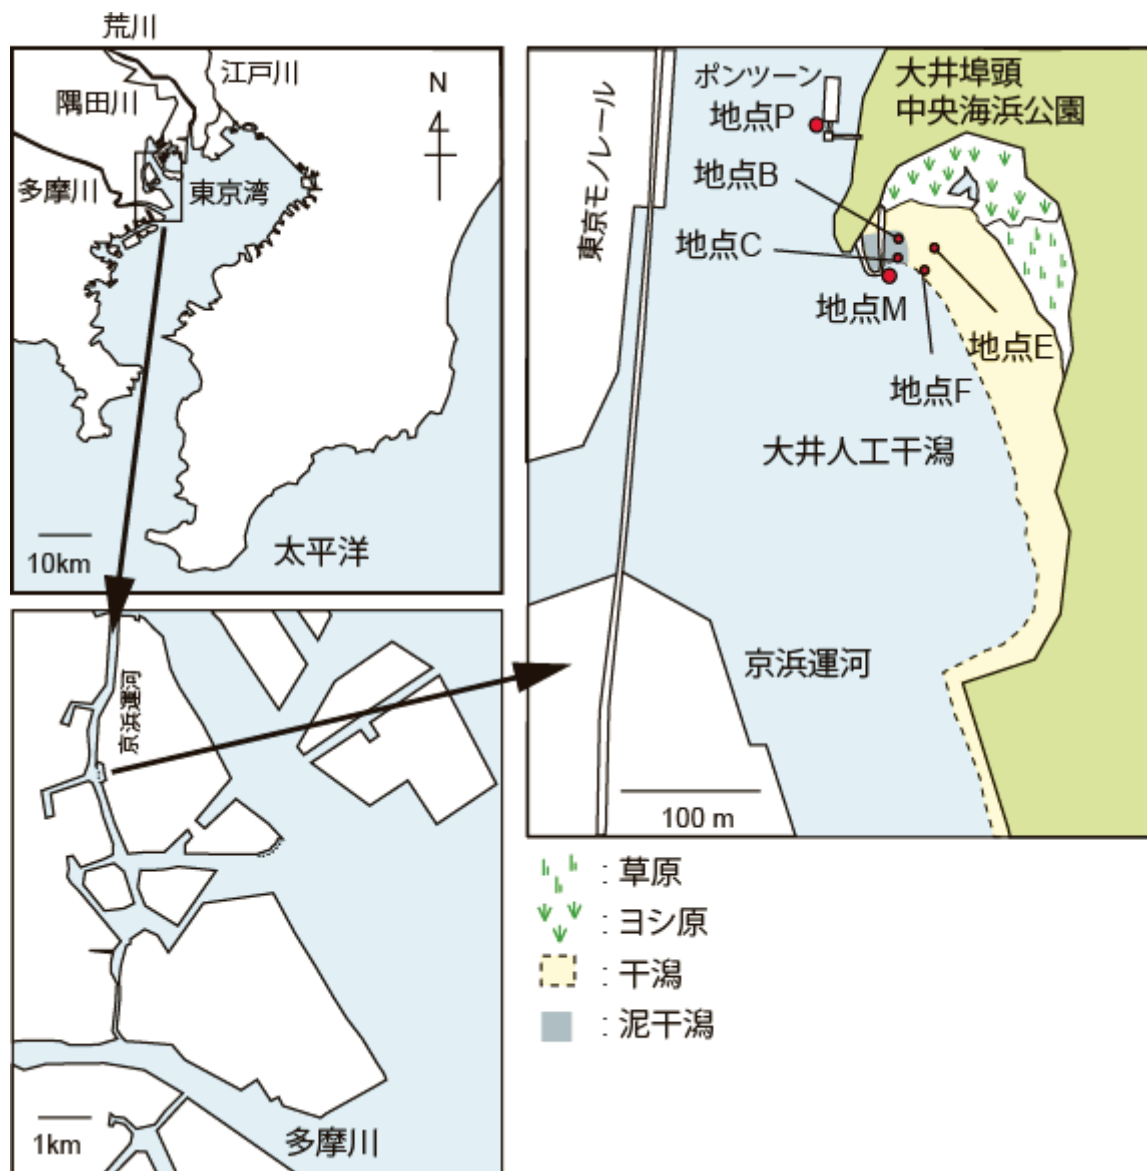 荒川
江戸川
隅田川
N
多摩川
東京湾
10km
太平洋
京浜運河
1km
多摩川
ポンツーン
地点P
大井埠頭
中央海浜公園
東京モノレール
地点B
地点C
地点M
地点E
地点F
大井人工干潟
京浜運河
100 m
: 草原
: ヨシ原
: 干潟
: 泥干潟